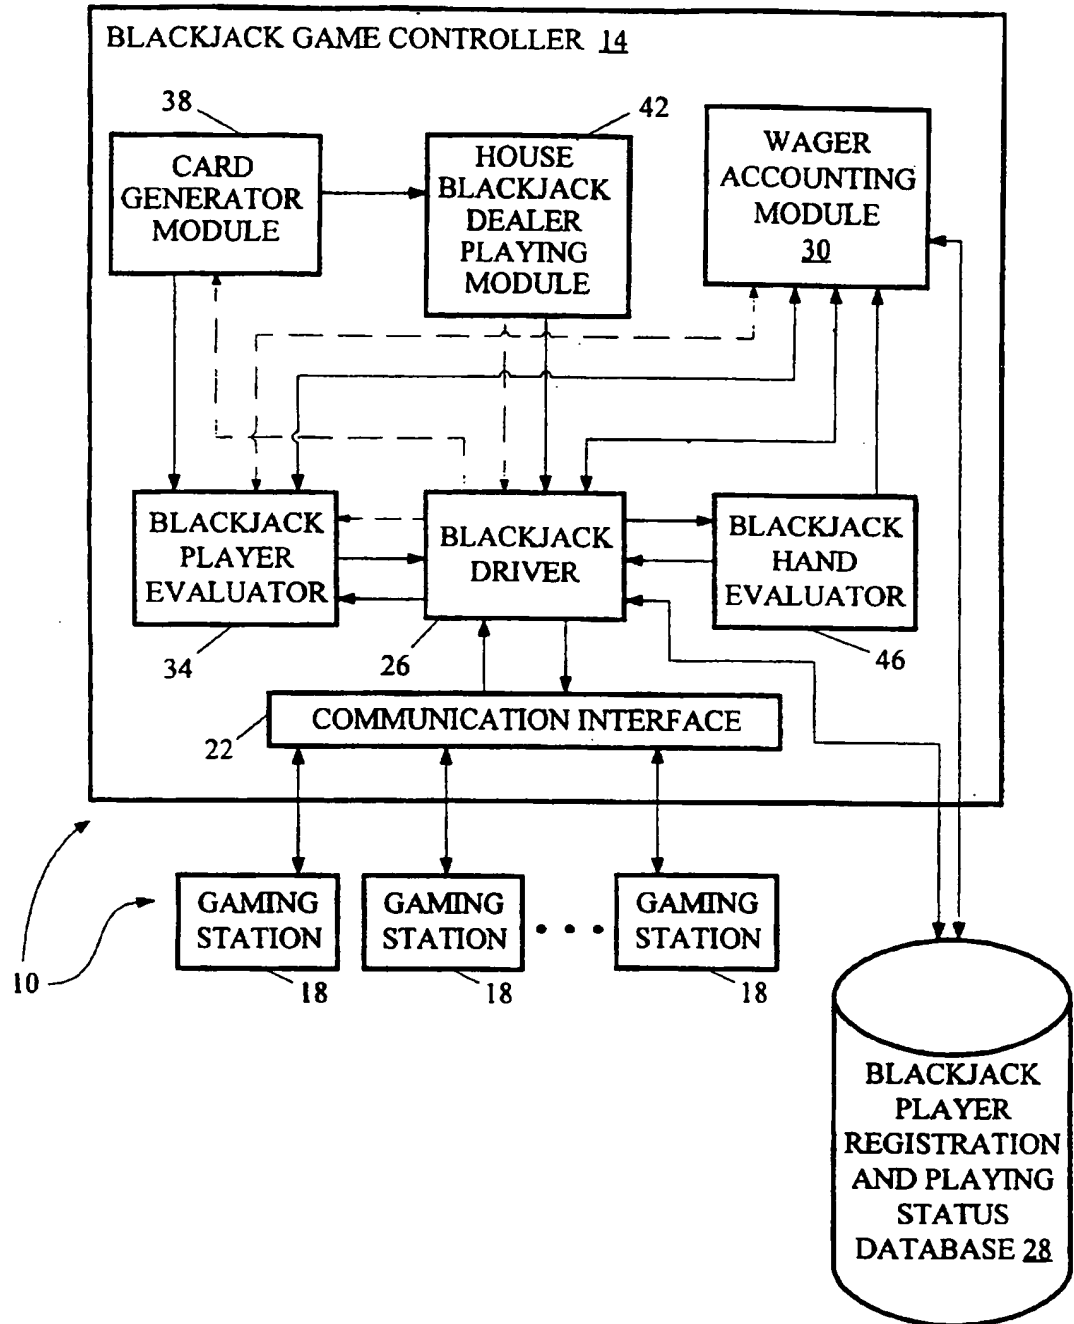 BLACKJACK GAME CONTROLLER 14
38
42
CARD
GENERATOR
MODULE
HOUSE
BLACKJACK
DEALER
PLAYING
MODULE
WAGER
ACCOUNTING
MODULE
30
BLACKJACK
PLAYER
EVALUATOR
BLACKJACK
DRIVER
BLACKJACK
HAND
EVALUATOR
34
26
46
COMMUNICATION INTERFACE
22
GAMING
STATION
GAMING
STATION
• • •
GAMING
STATION
10
18
18
18
BLACKJACK
PLAYER
REGISTRATION
AND PLAYING
STATUS
DATABASE 28